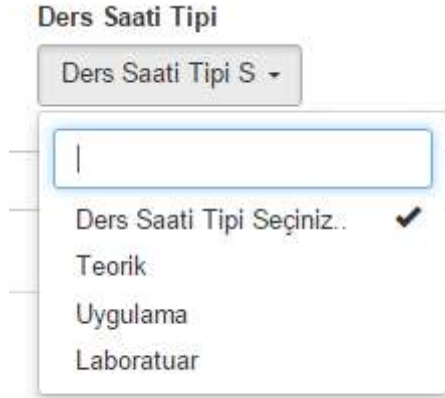 Ders Saati Tipi
Ders Saati Tipi S
Ders Saati Tipi Seçiniz..
Teorik
Uygulama
Laboratuar